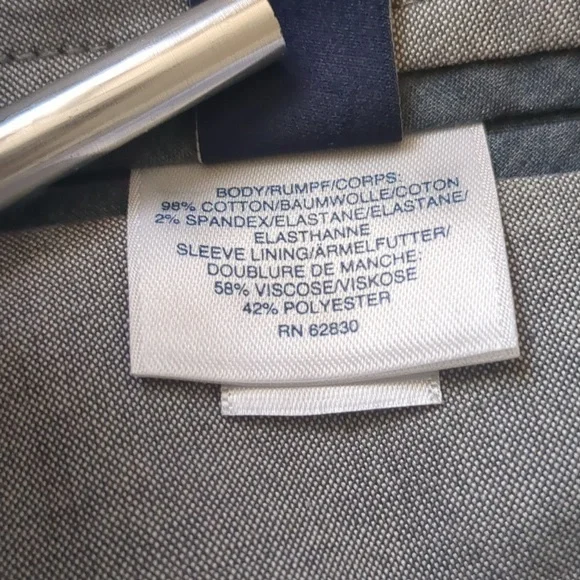 BODY/RUMPF/CORPS:
98% COTTON/BAUMWOLLE/COTON
2% SPANDEX/ELASTANE/ELASTANE/
ELASTHANNE
SLEEVE LINING/ÄRMELFUTTER/
DOUBLURE DE MANCHE:
58% VISCOSE/VISKOSE
42% POLYESTER
RN 62830